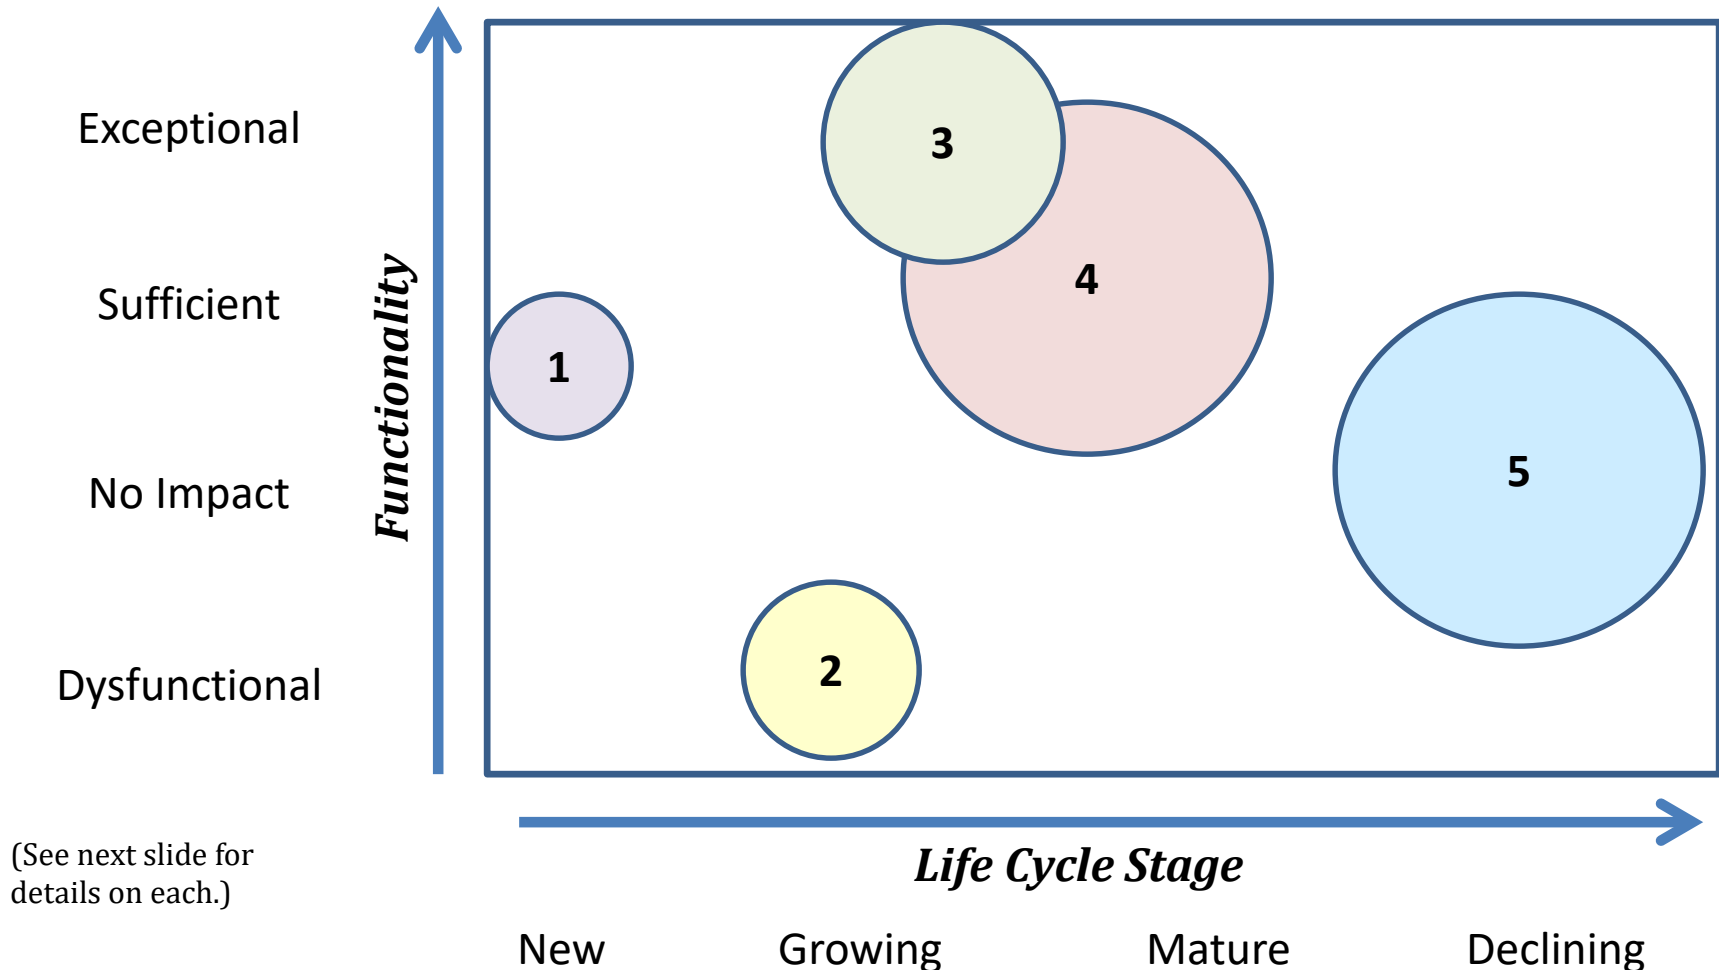 Exceptional
Sufficient
No Impact
Dysfunctional
Functionality
3
4
1
5
2
(See next slide for
details on each.)
Life Cycle Stage
New
Growing
Mature
Declining